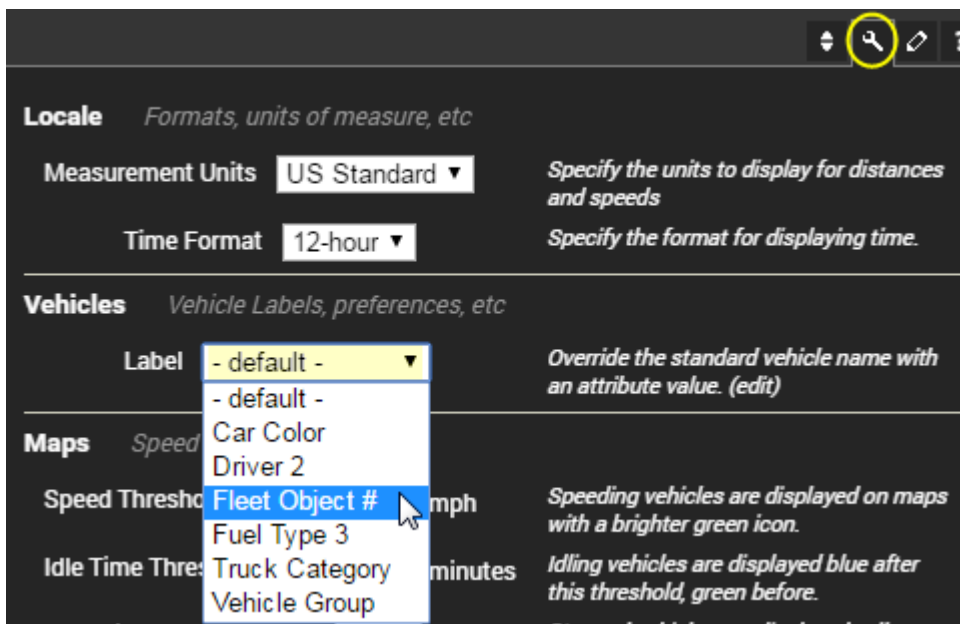 Locale Formats, units of measure, etc
Measurement Units US Standard
Specify the units to display for distances
and speeds
Time Format 12-hour
Specify the format for displaying time.
Vehicles Vehicle Labels, preferences, etc
Label - default -
Override the standard vehicle name with
an attribute value. (edit)
- default -
Car Color
Driver 2
Fleet Object #
Fuel Type 3
Truck Category
Vehicle Group
Maps Speed
Speed Thresho mph
Speeding vehicles are displayed on maps
with a brighter green icon.
Idle Time Thres minutes
Idling vehicles are displayed blue after
this threshold, green before.